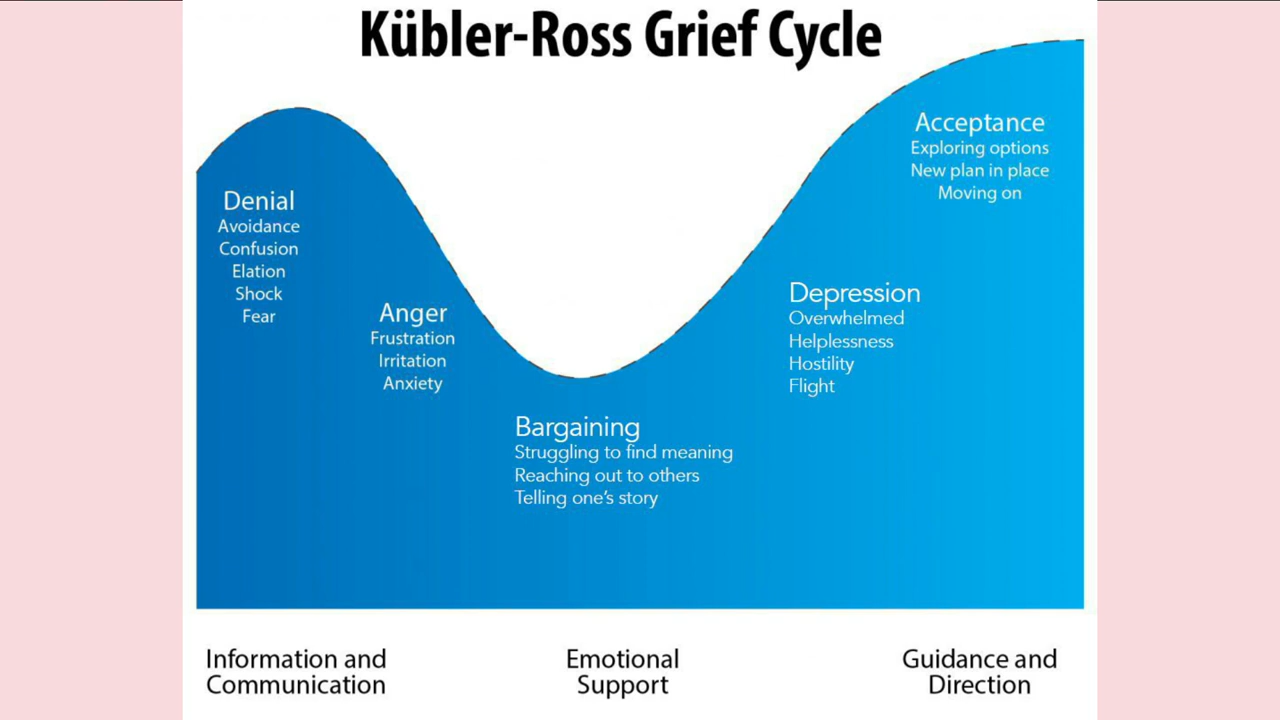 Kübler-Ross Grief Cycle
Denial
Avoidance
Confusion
Elation
Shock
Fear
Anger
Frustration
Irritation
Anxiety
Bargaining
Struggling to find meaning
Reaching out to others
Telling one's story
Depression
Overwhelmed
Helplessness
Hostility
Flight
Acceptance
Exploring options
New plan in place
Moving on
Information and
Communication
Emotional
Support
Guidance and
Direction